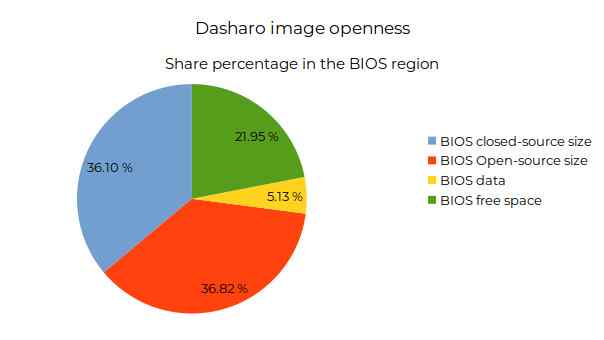 Dasharo image openness
Share percentage in the BIOS region
21.95 %
36.10 %
5.13 %
36.82 %
BIOS closed-source size
BIOS Open-source size
BIOS data
BIOS free space